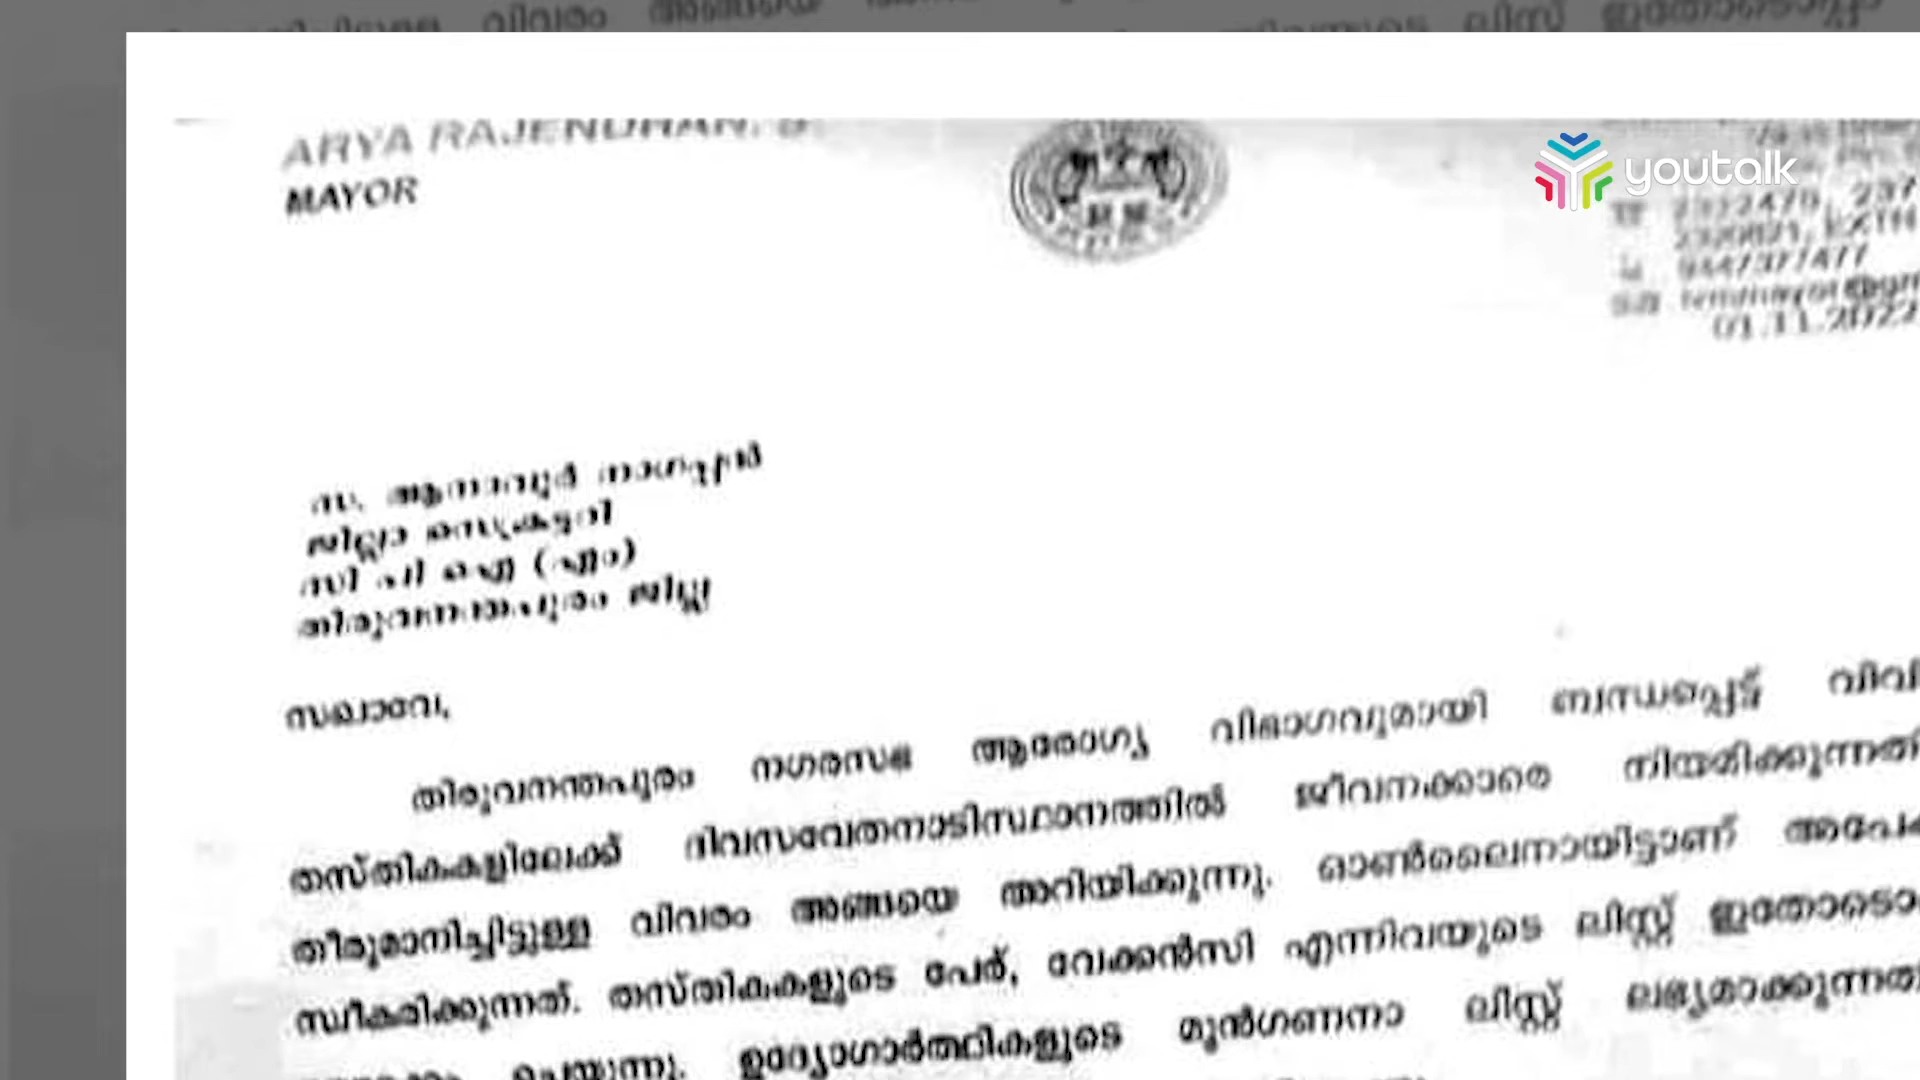 ARYA RAJENDRAN. S
MAYOR
youtalk
01.11.2022
സ. ആനാവൂർ നാഗപ്പൻ
ജില്ലാ സെക്രട്ടറി
സി പി ഐ (എം)
തിരുവനന്തപുരം ജില്ല
സഖാവേ,
തിരുവനന്തപുരം നഗരസഭ ആരോഗ്യ വിഭാഗവുമായി ബന്ധപ്പെട്ട് വിവി
തസ്തികകളിലേക്ക് ദിവസവേതനാടിസ്ഥാനത്തിൽ ജീവനക്കാരെ നിയമിക്കുന്നതി
തീരുമാനിച്ചിട്ടുള്ള വിവരം അങ്ങയെ അറിയിക്കുന്നു. ഓൺലൈനായിട്ടാണ് അപേക്
സ്വീകരിക്കുന്നത്. തസ്തികകളുടെ പേര്, വേക്കൻസി എന്നിവയുടെ ലിസ്റ്റ് ഇതോടൊ
ചെയ്യുന്നു. ഉദ്യോഗാർത്ഥികളുടെ മുൻഗണനാ ലിസ്റ്റ് ലഭ്യമാക്കുന്നതി